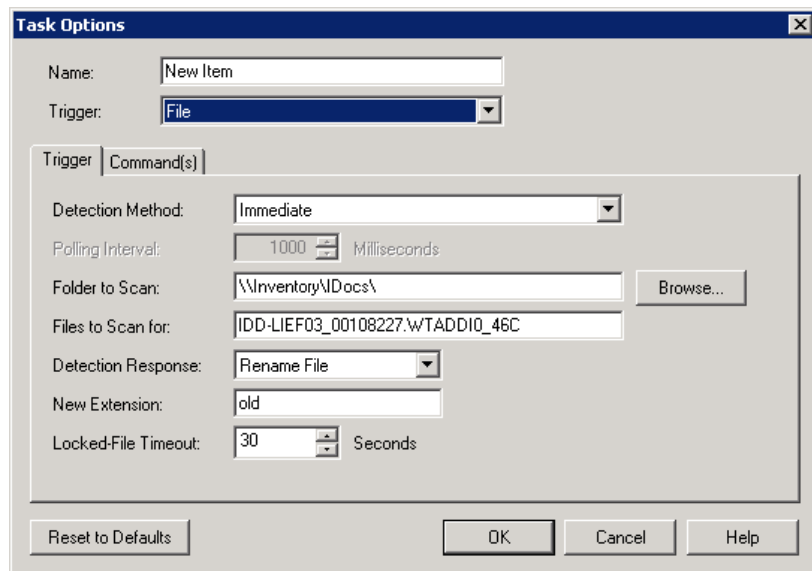 Task Options
Name: New Item
Trigger: File
Trigger Command(s)
Detection Method: Immediate
Polling Interval: 1000 Milliseconds
Folder to Scan: \\Inventory\IDocs\ Browse...
Files to Scan for: IDD-LIEF03_00108227.WTADDI0_46C
Detection Response: Rename File
New Extension: old
Locked-File Timeout: 30 Seconds
Reset to Defaults OK Cancel Help